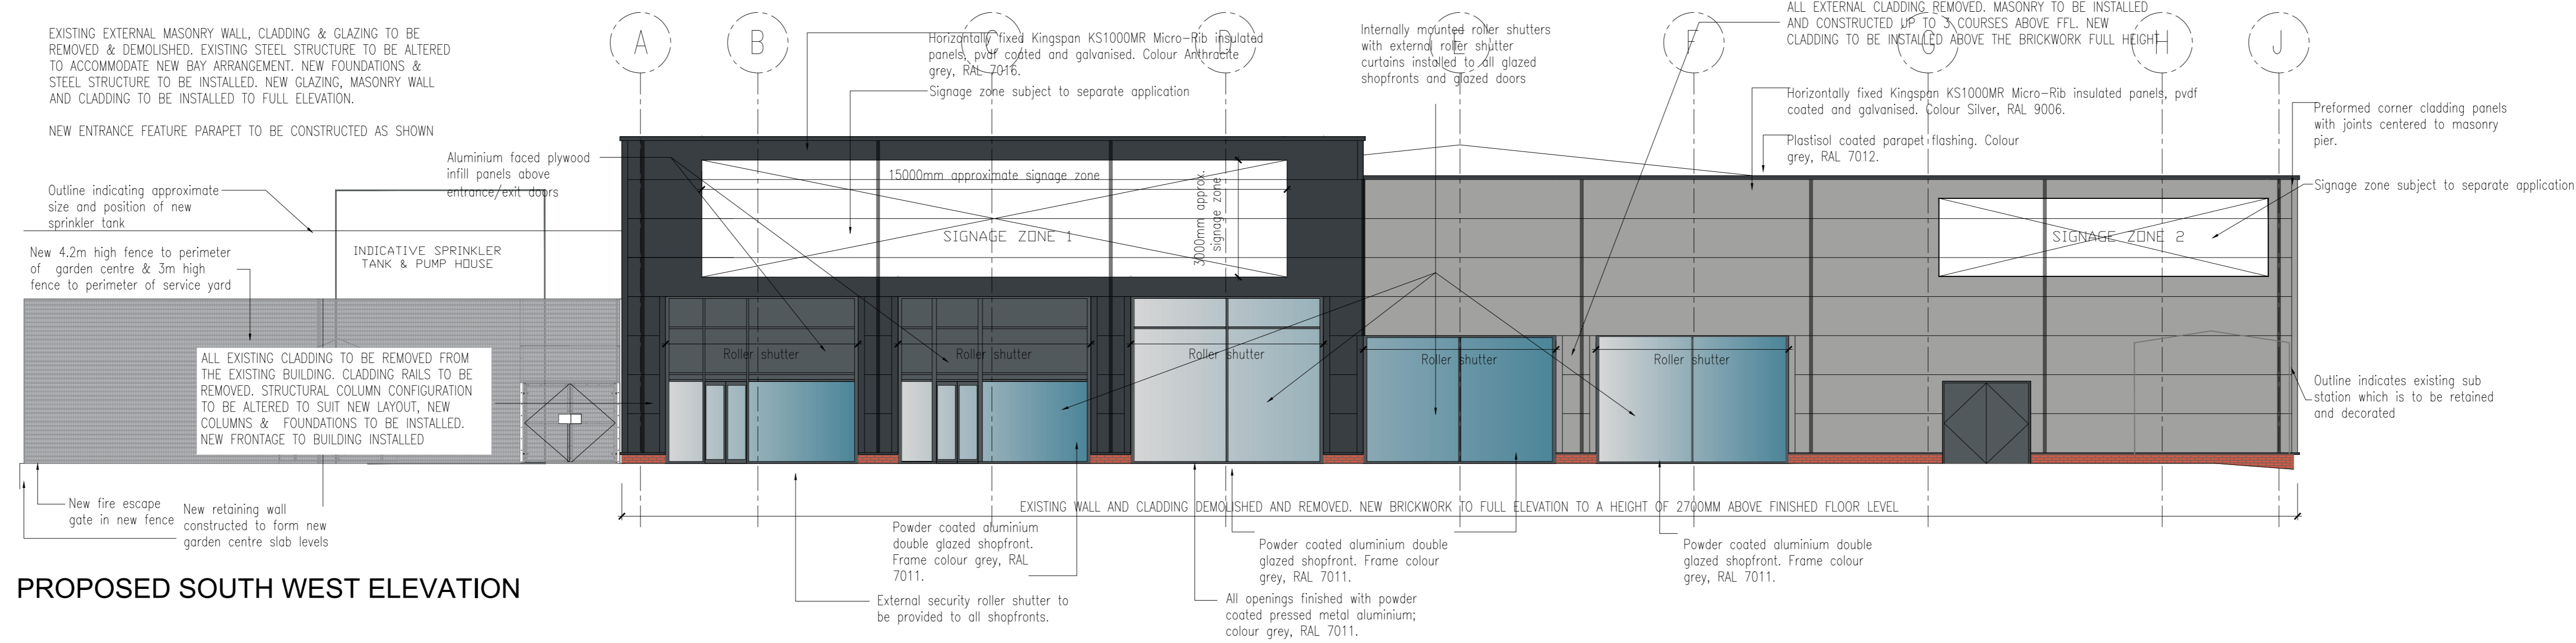 EXISTING EXTERNAL MASONRY WALL, CLADDING & GLAZING TO BE
REMOVED & DEMOLISHED. EXISTING STEEL STRUCTURE TO BE ALTERED
TO ACCOMMODATE NEW BAY ARRANGEMENT. NEW FOUNDATIONS &
STEEL STRUCTURE TO BE INSTALLED. NEW GLAZING, MASONRY WALL
AND CLADDING TO BE INSTALLED TO FULL ELEVATION.
NEW ENTRANCE FEATURE PARAPET TO BE CONSTRUCTED AS SHOWN
A
B
C
D
E
F
G
H
J
Horizantally fixed Kingspan KS1000MR Micro-Rib insulated
panels, pvdf coated and galvanised. Colour Anthracite
grey, RAL 7016.
Signage zone subject to separate application
Internally mounted roller shutters
with external roller shutter
curtains installed to all glazed
shopfronts and glazed doors
ALL EXTERNAL CLADDING REMOVED. MASONRY TO BE INSTALLED
AND CONSTRUCTED UP TO 3 COURSES ABOVE FFL. NEW
CLADDING TO BE INSTALLED ABOVE THE BRICKWORK FULL HEIGHT
Horizontally fixed Kingspan KS1000MR Micro-Rib insulated panels, pvdf
coated and galvanised. Colour Silver, RAL 9006.
Plastisol coated parapet flashing. Colour
grey, RAL 7012.
Preformed corner cladding panels
with joints centered to masonry
pier.
Signage zone subject to separate application
Aluminium faced plywood
infill panels above
entrance/exit doors
Outline indicating approximate
size and position of new
sprinkler tank
New 4.2m high fence to perimeter
of garden centre & 3m high
fence to perimeter of service yard
INDICATIVE SPRINKLER
TANK & PUMP HOUSE
15000mm approximate signage zone
3000mm approx.
signage zone
SIGNAGE ZONE 1
SIGNAGE ZONE 2
ALL EXISTING CLADDING TO BE REMOVED FROM
THE EXISTING BUILDING. CLADDING RAILS TO BE
REMOVED. STRUCTURAL COLUMN CONFIGURATION
TO BE ALTERED TO SUIT NEW LAYOUT, NEW
COLUMNS & FOUNDATIONS TO BE INSTALLED.
NEW FRONTAGE TO BUILDING INSTALLED
Roller shutter
Roller shutter
Roller shutter
Roller shutter
Roller shutter
Outline indicates existing sub
station which is to be retained
and decorated
New fire escape
gate in new fence
New retaining wall
constructed to form new
garden centre slab levels
EXISTING WALL AND CLADDING DEMOLISHED AND REMOVED. NEW BRICKWORK TO FULL ELEVATION TO A HEIGHT OF 2700MM ABOVE FINISHED FLOOR LEVEL
Powder coated aluminium
double glazed shopfront.
Frame colour grey, RAL
7011.
Powder coated aluminium double
glazed shopfront. Frame colour
grey, RAL 7011.
Powder coated aluminium double
glazed shopfront. Frame colour
grey, RAL 7011.
External security roller shutter to
be provided to all shopfronts.
All openings finished with powder
coated pressed metal aluminium;
colour grey, RAL 7011.
PROPOSED SOUTH WEST ELEVATION